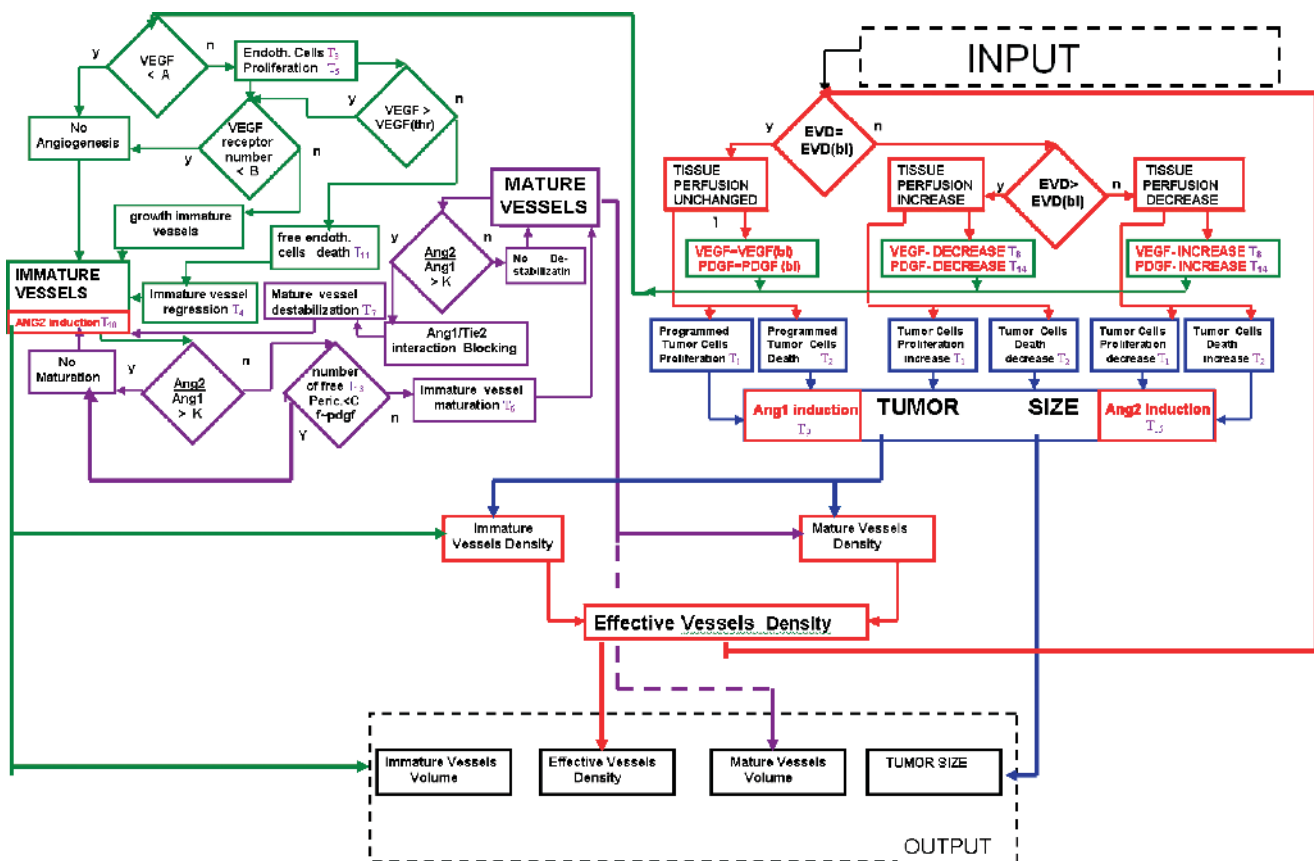 INPUT
y
VEGF
< A
n
Endoth. Cells T3
Proliferation T5
y
VEGF >
VEGF(thr)
n
No
Angiogenesis
y
VEGF
receptor
number
< B
n
growth immature
vessels
free endoth.
cells death T11
IMMATURE
VESSELS
ANG2 induction T10
Immature vessel
regression T4
Mature vessel
destabilization T7
MATURE
VESSELS
y
Ang2
Ang1
> K
n
No De-
stabilizatin
Ang1/Tie2
interaction Blocking
No
Maturation
y
Ang2
Ang1
> K
n
number
of free
Peric.<C
f~pdgf
Y
n
Immature vessel
maturation T6
y
EVD=
EVD(bl)
n
TISSUE
PERFUSION
UNCHANGED
TISSUE
PERFUSION
INCREASE
y
EVD>
EVD(bl)
n
TISSUE
PERFUSION
DECREASE
VEGF=VEGF(bl)
PDGF=PDGF (bl)
VEGF- DECREASE T8
PDGF- DECREASE T14
VEGF- INCREASE T8
PDGF- INCREASE T14
Programmed
Tumor Cells
Proliferation T1
Programmed
Tumor Cells
Death T2
Tumor Cells
Proliferation
increase T1
Tumor Cells
Death
decrease T2
Tumor Cells
Proliferation
decrease T1
Tumor Cells
Death
increase T2
Ang1 induction
TUMOR SIZE
Ang2 induction
T15
Immature
Vessels Density
Mature Vessels
Density
Effective Vessels Density
Immature Vessels
Volume
Effective Vessels
Density
Mature Vessels
Volume
TUMOR SIZE
OUTPUT